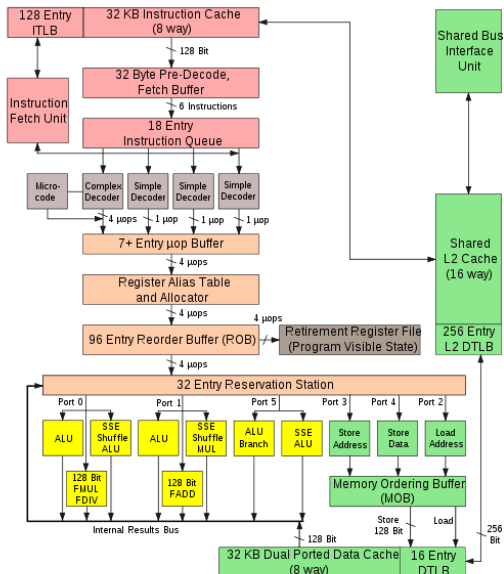 128 Entry
ITLB
32 KB Instruction Cache
(8 way)
Shared Bus
Interface
Unit
128 Bit
32 Byte Pre-Decode,
Fetch Buffer
Instruction
Fetch Unit
6 Instructions
18 Entry
Instruction Queue
Micro-
code
Complex
Decoder
Simple
Decoder
Simple
Decoder
Simple
Decoder
4 µops
1 µop
1 µop
1 µop
Shared
L2 Cache
(16 way)
7+ Entry µop Buffer
4 µops
Register Alias Table
and Allocator
4 µops
4 µops
96 Entry Reorder Buffer (ROB)
Retirement Register File
(Program Visible State)
256 Entry
L2 DTLB
4 µops
32 Entry Reservation Station
Port 0
Port 1
Port 5
Port 3
Port 4
Port 2
ALU
SSE
Shuffle
ALU
ALU
SSE
Shuffle
MUL
ALU
Branch
SSE
ALU
Store
Address
Store
Data
Load
Address
128 Bit
FMUL
FDIV
128 Bit
FADD
Memory Ordering Buffer
(MOB)
Internal Results Bus
128 Bit
Store
128 Bit
Load
256
Bit
32 KB Dual Ported Data Cache
(8 way)
16 Entry
DTLB